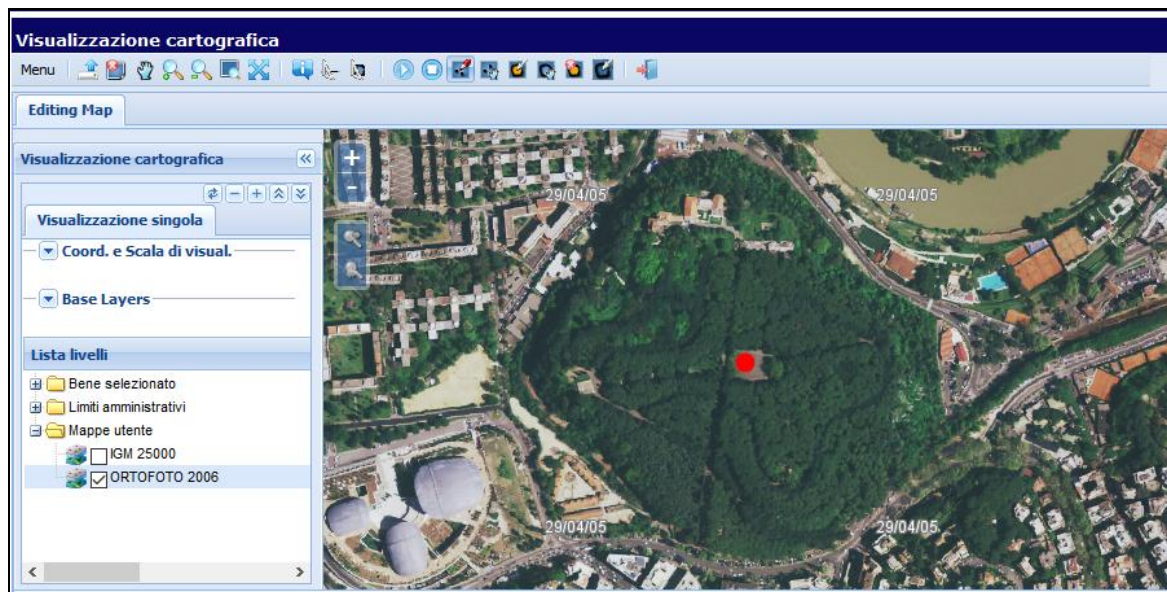 Visualizzazione cartografica
Menu
Editing Map
Visualizzazione cartografica
Visualizzazione singola
Coord. e Scala di visual.
Base Layers
Lista livelli
Bene selezionato
Limiti amministrativi
Mappe utente
IGM 25000
ORTOFOTO 2006
29/04/05 29/04/05
29/04/05 29/04/05